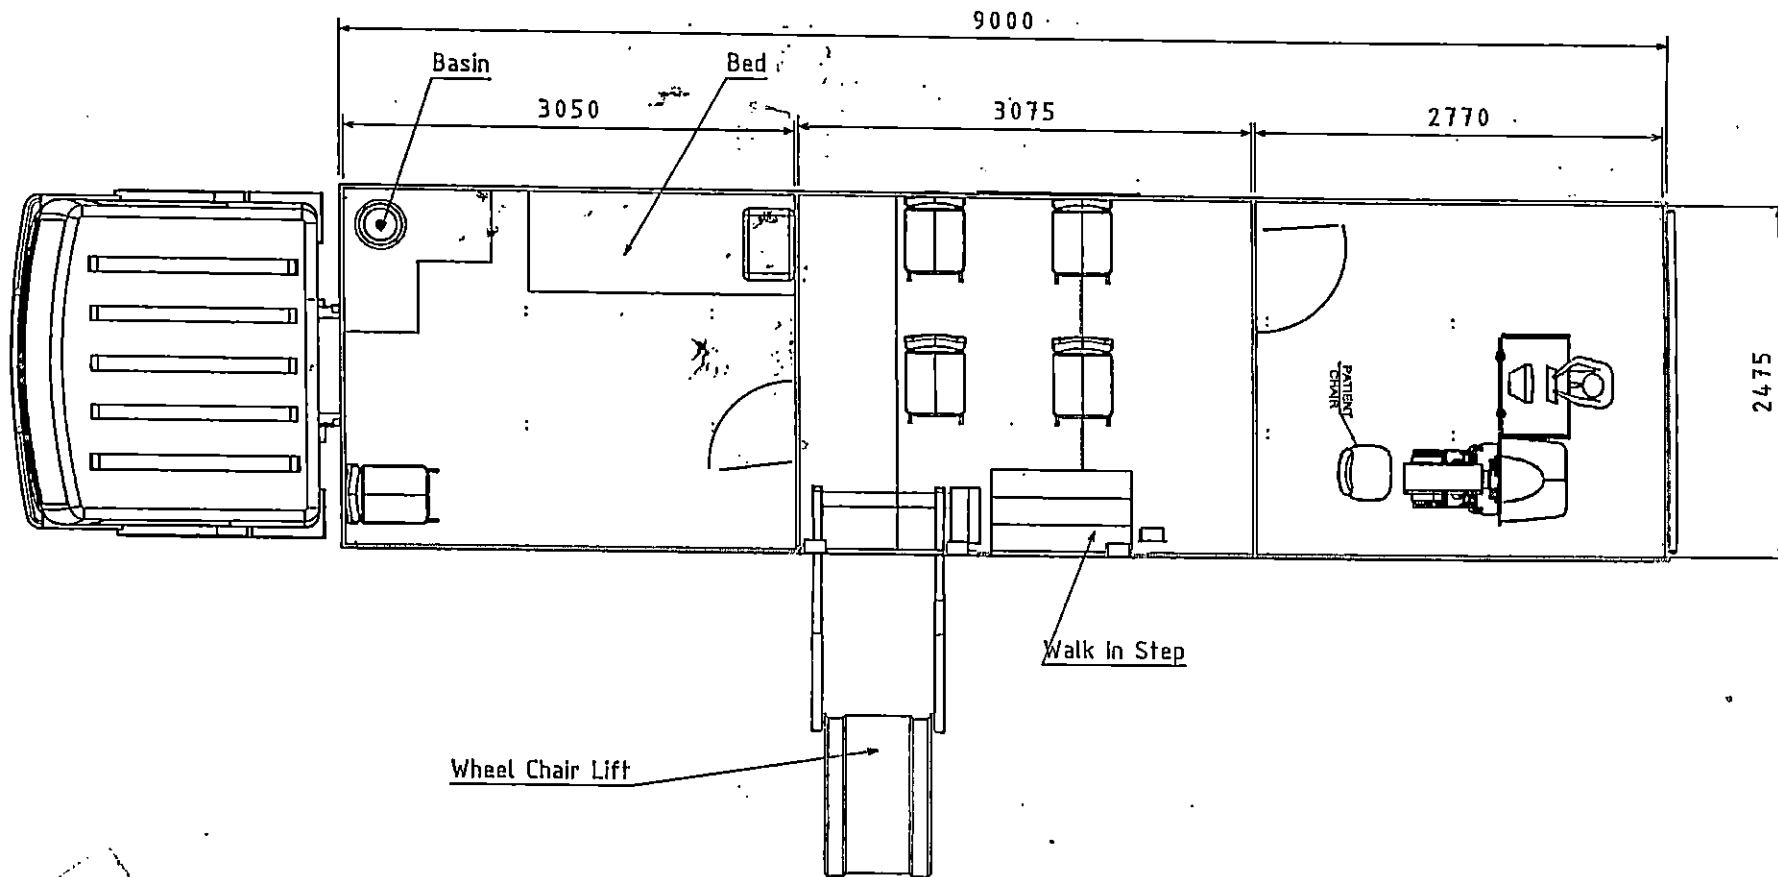 9000
Basin
Bed
3050
3075
2770
2475
PATIENT
CHAIR
Walk in Step
Wheel Chair Lift